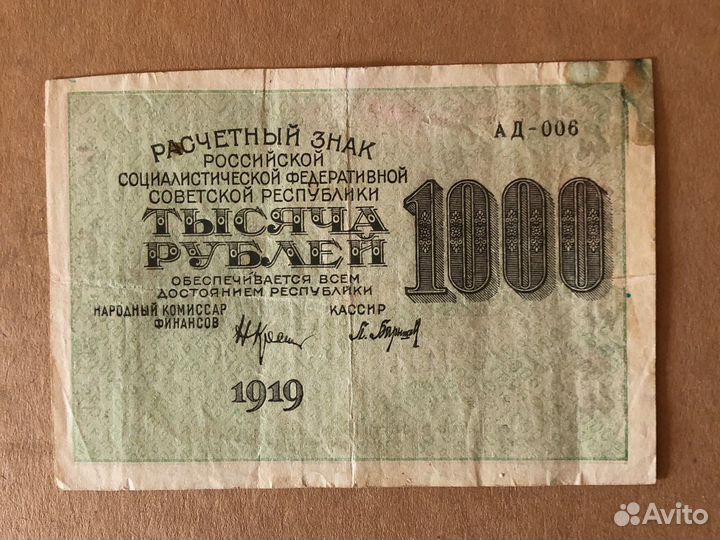 АД-006
РАСЧЕТНЫЙ ЗНАК
РОССИЙСКОЙ
СОЦИАЛИСТИЧЕСКОЙ ФЕДЕРАТИВНОЙ
СОВЕТСКОЙ РЕСПУБЛИКИ
ТЫСЯЧА
РУБЛЕЙ
1000
ОБЕСПЕЧИВАЕТСЯ ВСЕМ
ДОСТОЯНИЕМ РЕСПУБЛИКИ
НАРОДНЫЙ КОМИССАР
ФИНАНСОВ
КАССИР
1919
Avito